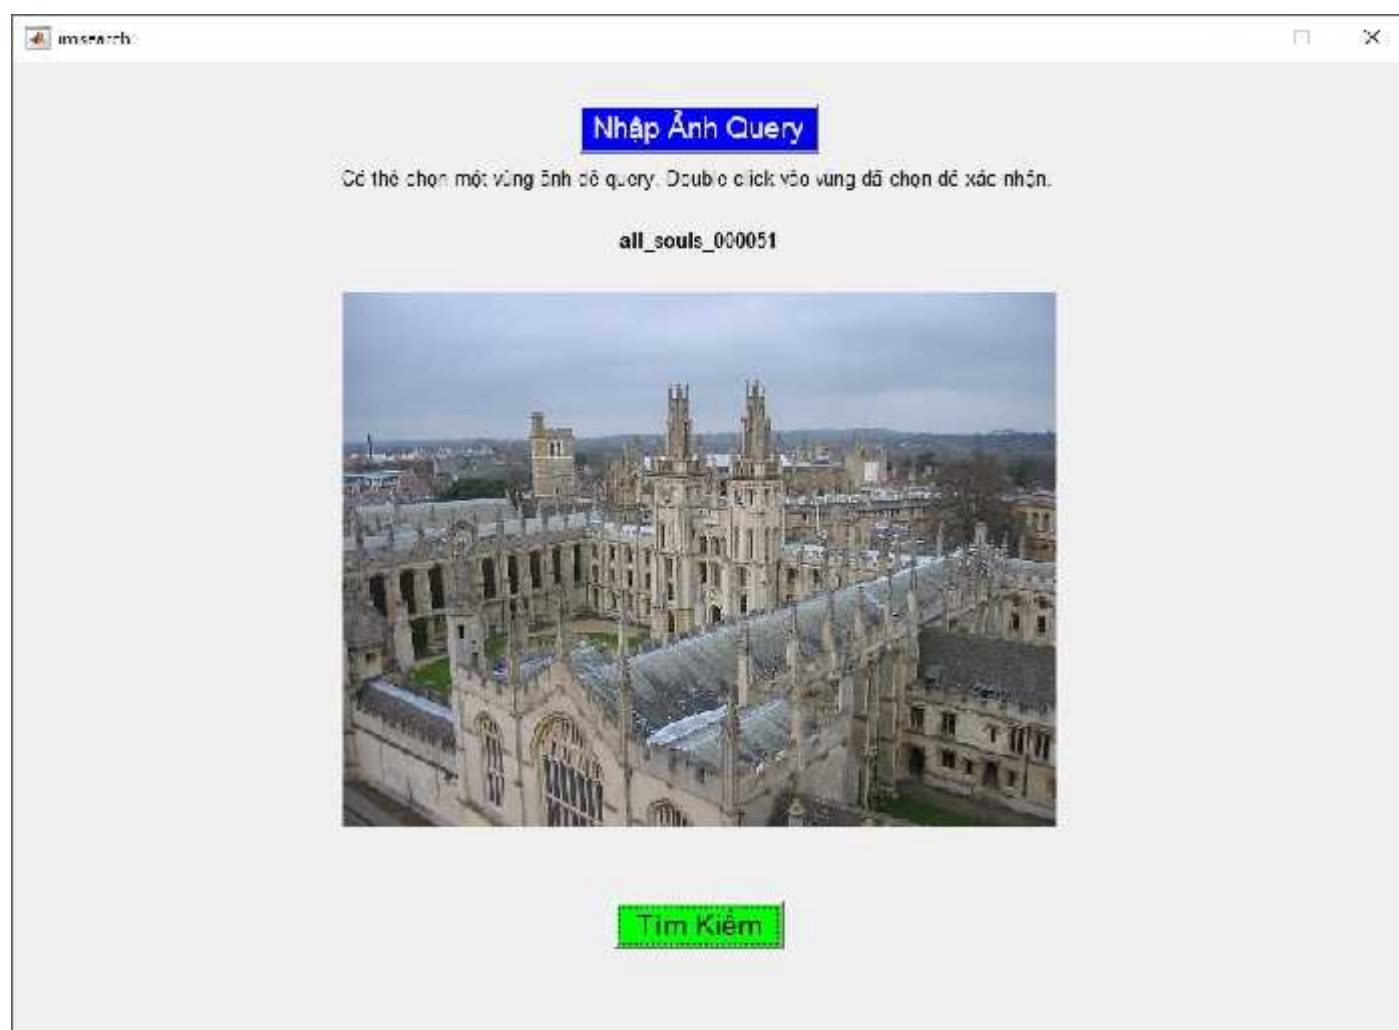 imsearch
Nhập Ảnh Query
Có thể chọn một vùng ảnh để query. Double click vào vùng đã chọn để xác nhận.
all_souls_000051
Tìm Kiếm